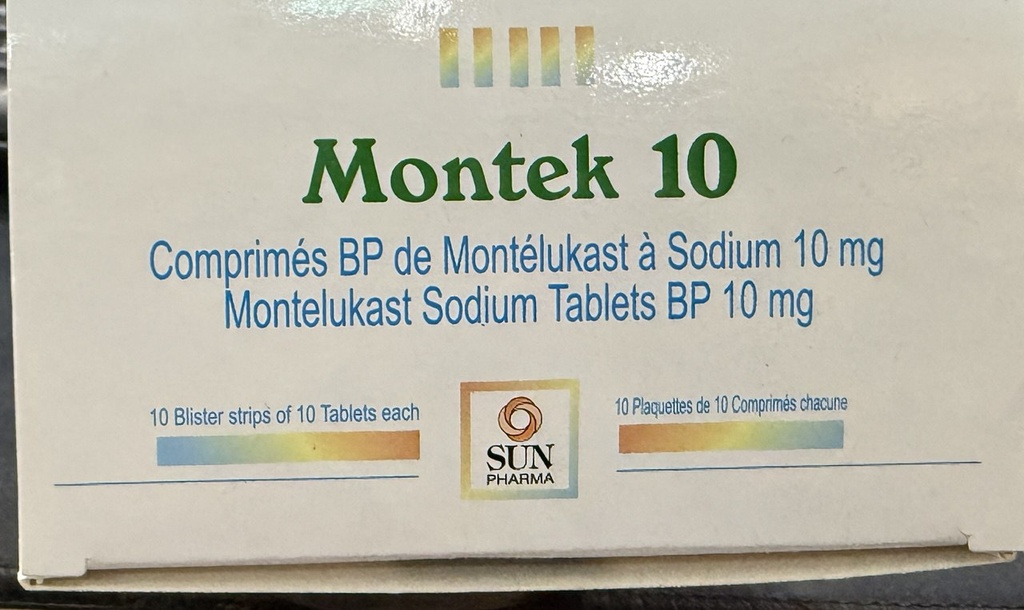 Montek 10
Comprimés BP de Montélukast à Sodium 10 mg
Montelukast Sodium Tablets BP 10 mg
10 Blister strips of 10 Tablets each
10 Plaquettes de 10 Comprimés chacune
SUN
PHARMA